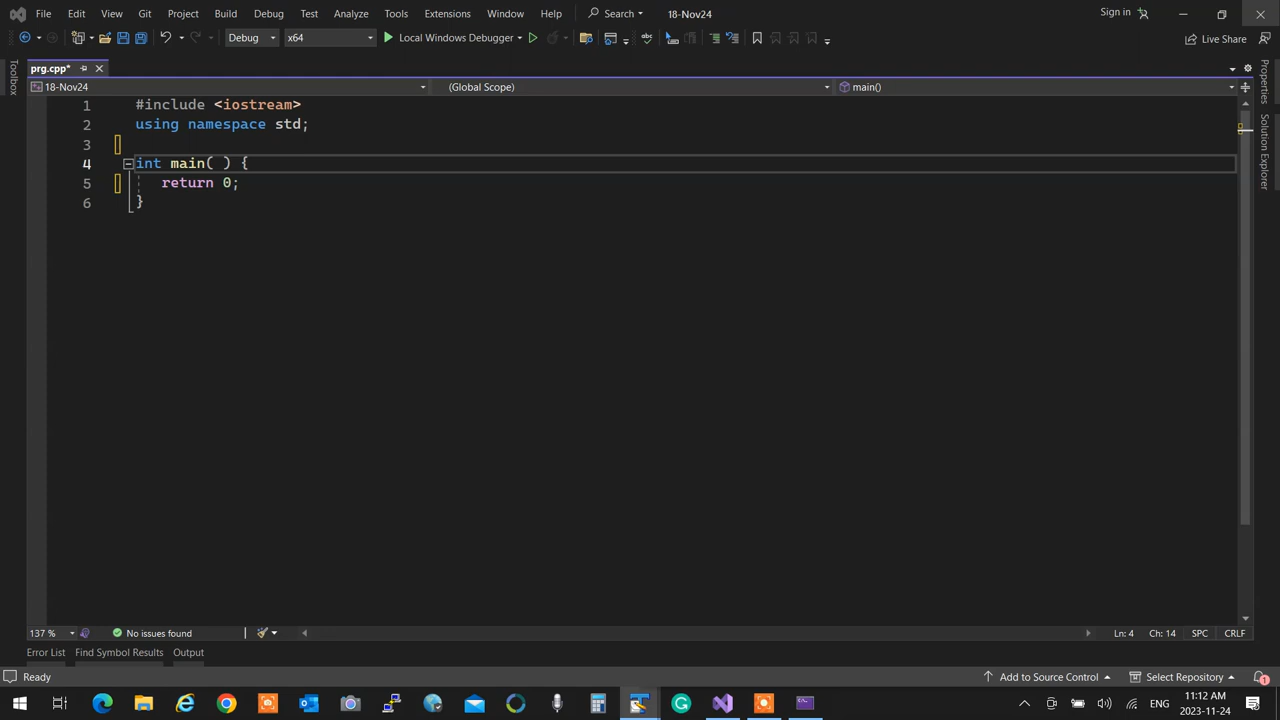 File Edit View Git Project Build Debug Test Analyze Tools Extensions Window Help Search 18-Nov24 Sign in
Debug x64 Local Windows Debugger Live Share
prg.cpp*
18-Nov24 (Global Scope) main()
1 #include <iostream>
2 using namespace std;
3
4 int main( ) {
5 return 0;
6 }
Toolbox
Properties
Solution Explorer
137 % No issues found Ln: 4 Ch: 14 SPC CRLF
Error List Find Symbol Results Output
Ready Add to Source Control Select Repository 1
11:12 AM
ENG
2023-11-24